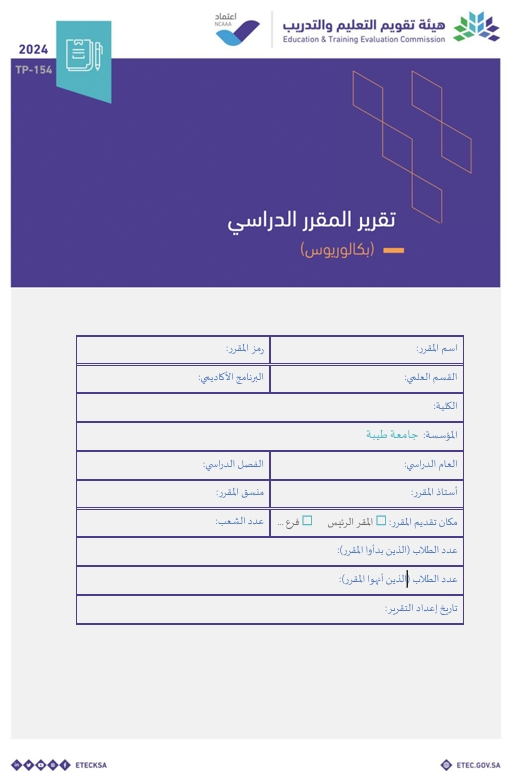 2024
TP-154
اعتماد
NCAAA
هيئة تقويم التعليم والتدريب
Education & Training Evaluation Commission
تقرير المقرر الدراسي
(بكالوريوس)
اسم المقرر: رمز المقرر:
القسم العلمي: البرنامج الأكاديمي:
الكلية:
المؤسسة: جامعة طيبة
العام الدراسي: الفصل الدراسي:
أستاذ المقرر: منسق المقرر:
مكان تقديم المقرر: ☐ المقر الرئيس ☐ فرع ... عدد الشعب:
عدد الطلاب (الذين بدأوا المقرر):
عدد الطلاب (الذين أنهوا المقرر):
تاريخ إعداد التقرير:
ETECKSA
ETEC.GOV.SA